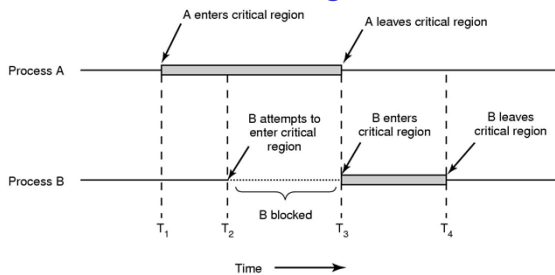 A enters critical region
A leaves critical region
Process A
B attempts to
enter critical
region
B enters
critical region
B leaves
critical region
Process B
B blocked
T1
T2
T3
T4
Time